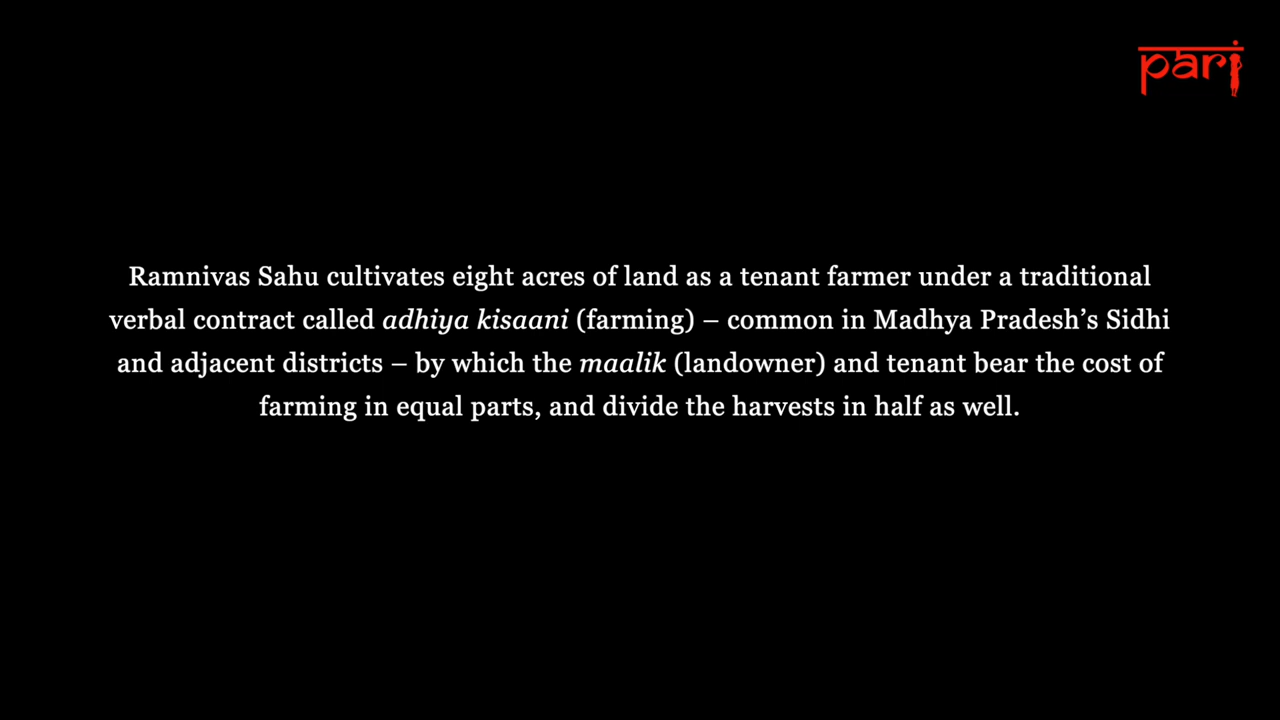 pari
Ramnivas Sahu cultivates eight acres of land as a tenant farmer under a traditional
verbal contract called adhiya kisaani (farming) – common in Madhya Pradesh’s Sidhi
and adjacent districts – by which the maalik (landowner) and tenant bear the cost of
farming in equal parts, and divide the harvests in half as well.